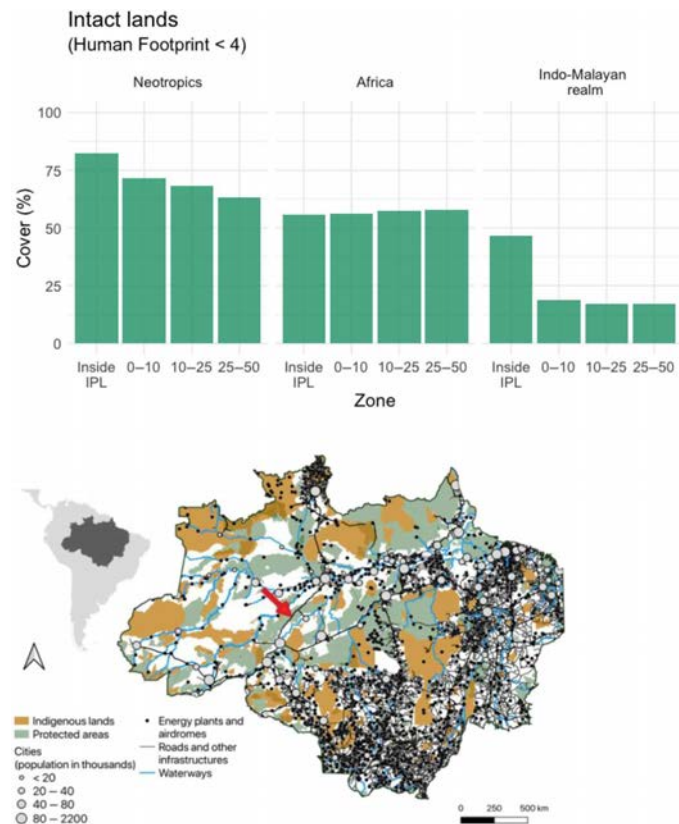 Intact lands
(Human Footprint < 4)
Neotropics
Africa
Indo-Malayan
realm
100
75
50
25
0
Cover (%)
Inside
IPL
0–10
10–25
25–50
Inside
IPL
0–10
10–25
25–50
Inside
IPL
0–10
10–25
25–50
Zone
Indigenous lands
Protected areas
Cities
(population in thousands)
< 20
20 – 40
40 – 80
80 – 2200
Energy plants and
airdromes
Roads and other
infrastructures
Waterways
0 250 500 km